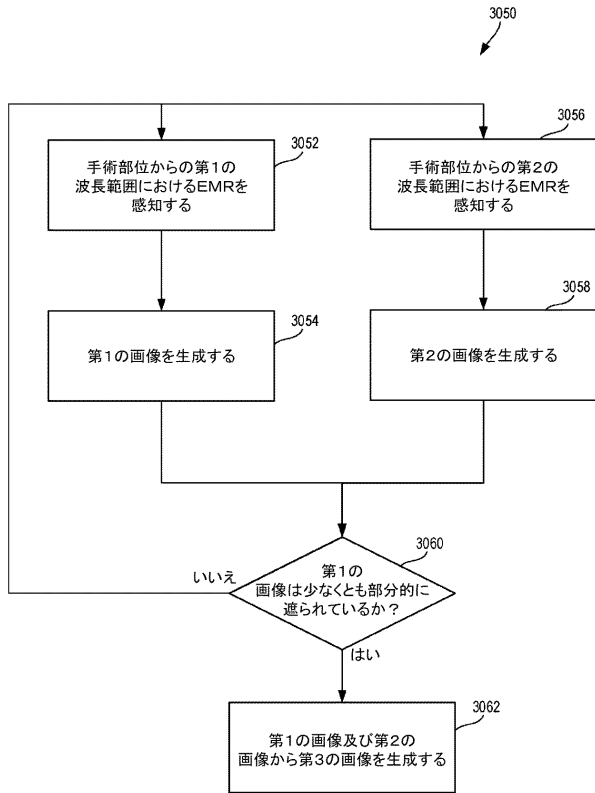 3050
3052
手術部位からの第1の
波長範囲におけるEMRを
感知する
3056
手術部位からの第2の
波長範囲におけるEMRを
感知する
3054
第1の画像を生成する
3058
第2の画像を生成する
3060
第1の
画像は少なくとも部分的に
遮られているか？
いいえ
はい
3062
第1の画像及び第2の
画像から第3の画像を生成する